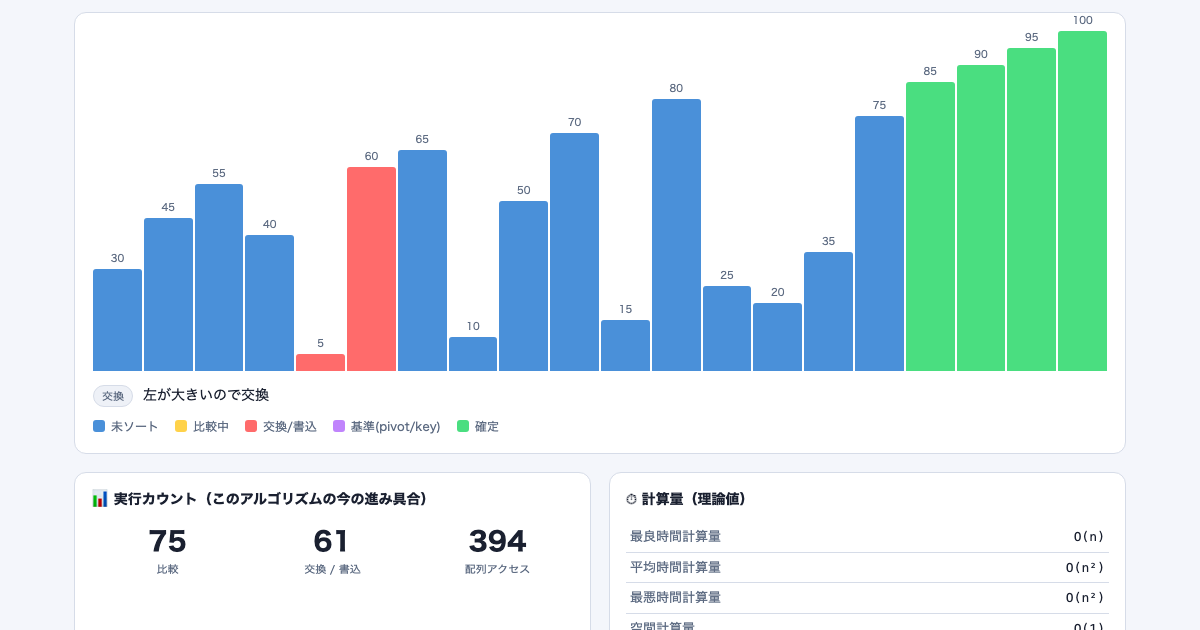 30 45 55 40 5 60 65 10 50 70 15 80 25 20 35 75 85 90 95 100
交換 左が大きいので交換
未ソート 比較中 交換/書込 基準(pivot/key) 確定
📊 実行カウント（このアルゴリズムの今の進み具合）
75 61 394
比較 交換 / 書込 配列アクセス
⏱ 計算量（理論値）
最良時間計算量 O(n)
平均時間計算量 O(n²)
最悪時間計算量 O(n²)
空間計算量 O(1)